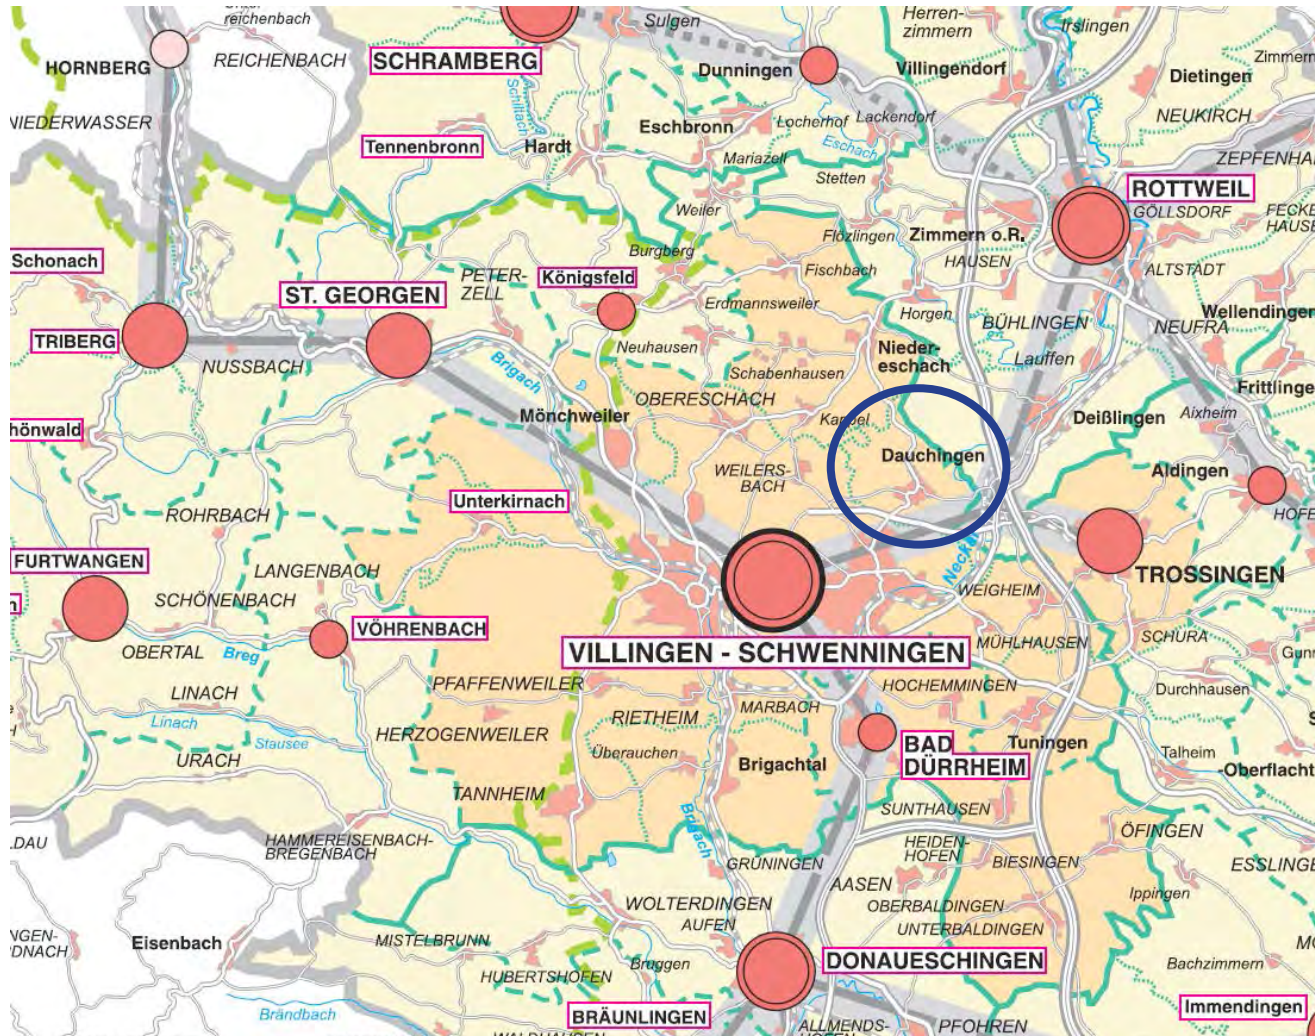 reichenbach
HORNBERG
REICHENBACH
SCHRAMBERG
Sulgen
Dunningen
Herren-
zimmern
Villingendorf
Irslingen
Dietingen
Zimmern
NEUKIRCH
NIEDERWASSER
Tennenbronn
Schiltach
Hardt
Eschbronn
Locherhof
Lackendorf
Eschach
Mariazell
Stetten
ROTTWEIL
GÖLLSDORF
Weiler
Flözlingen
Zimmern o.R.
HAUSEN
ALTSTADT
Schonach
ST. GEORGEN
PETER-
ZELL
Burgberg
Königsfeld
Fischbach
Erdmannsweiler
Horgen
BÜHLINGEN
NEUFRA
Wellendingen
TRIBERG
NUSSBACH
Brigach
Neuhausen
Schabenhausen
Nieder-
eschach
Lauffen
Frittlinge
hönwald
Mönchweiler
OBERESCHACH
Kappel
Dauchingen
Deißlingen
Aixheim
Aldingen
WEILERS-
BACH
Unterkirnach
ROHRBACH
HOFE
FURTWANGEN
LANGENBACH
SCHÖNENBACH
Neckar
WEIGHEIM
TROSSINGEN
VÖHRENBACH
OBERTAL
Breg
VILLINGEN - SCHWENNINGEN
MÜHLHAUSEN
SCHURA
LINACH
Linach
Stausee
PFAFFENWEILER
RIETHEIM
MARBACH
HOCHEMMINGEN
Durchhausen
HERZOGENWEILER
Überauchen
Brigachtal
BAD
DÜRRHEIM
Tuningen
Talheim
Oberflacht
URACH
TANNHEIM
Brigach
SUNTHAUSEN
ÖFINGEN
HAMMEREISENBACH-
BREGENBACH
GRÜNINGEN
HEIDEN-
HOFEN
BIESINGEN
ESSLINGE
AASEN
OBERBALDINGEN
Ippingen
WOLTERDINGEN
AUFEN
UNTERBALDINGEN
Eisenbach
MISTELBRUNN
HUBERTSHOFEN
Bruggen
DONAUESCHINGEN
Bachzimmern
Brändbach
BRÄUNLINGEN
ALLMENDS-
PFOHREN
Immendingen